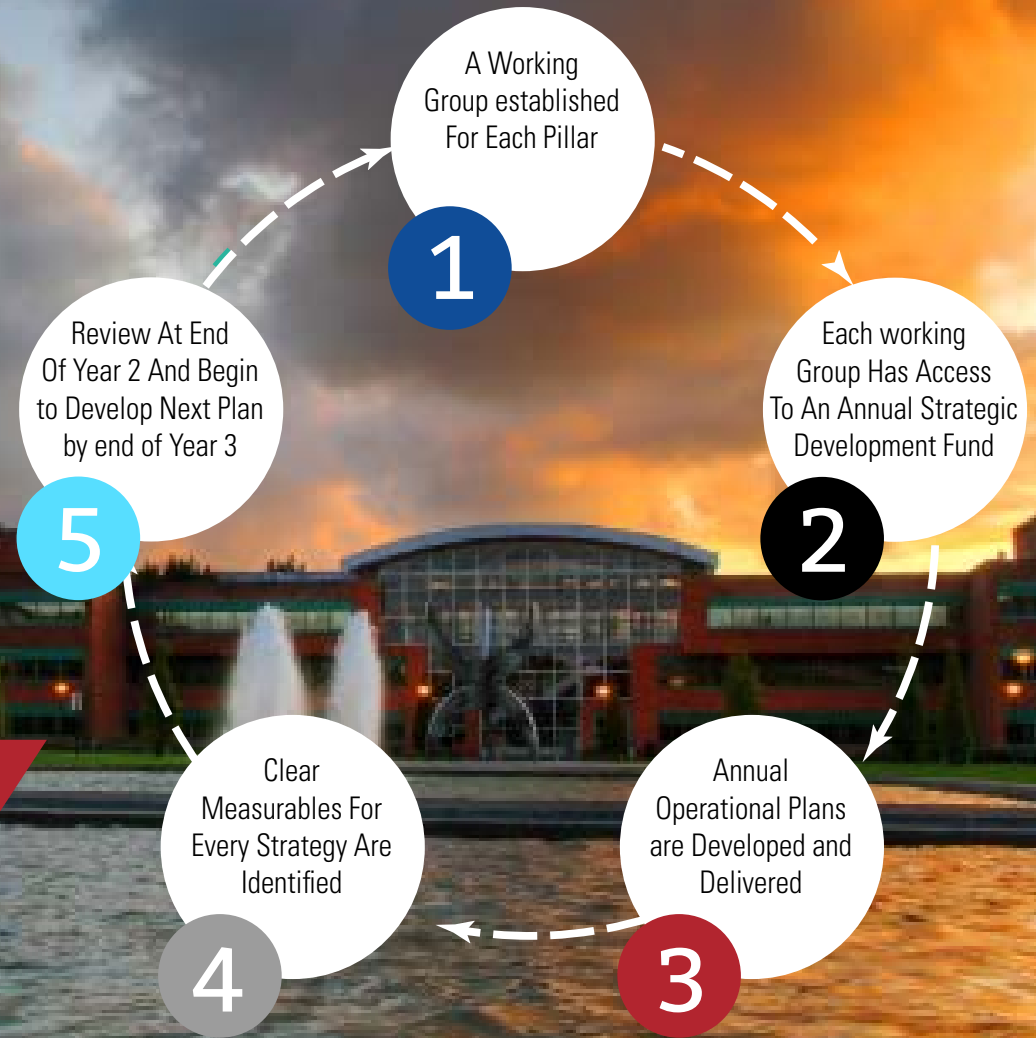 A Working
Group established
For Each Pillar
1
Each working
Group Has Access
To An Annual Strategic
Development Fund
2
Annual
Operational Plans
are Developed and
Delivered
3
Clear
Measurables For
Every Strategy Are
Identified
4
Review At End
Of Year 2 And Begin
to Develop Next Plan
by end of Year 3
5